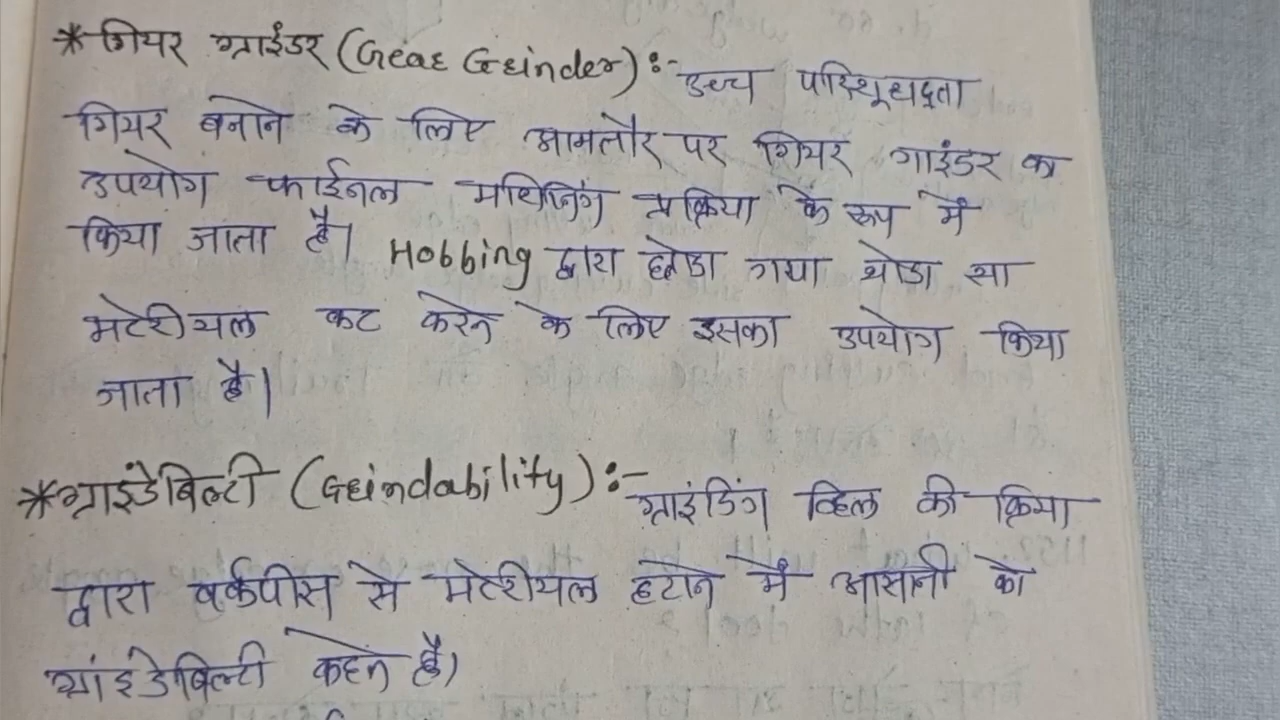 *गियर ग्राईंडर (Gear Grinder):- उच्च परिशुद्धता
गियर बनाने के लिए आमतौर पर गियर गाइंडर का
उपयोग फाईनल मशिनिंग प्रक्रिया के रूप में
किया जाता है। Hobbing द्वारा छोडा गया थोडा सा
मटेरीयल कट करने के लिए इसका उपयोग किया
जाता है।
*ग्राइंडेबिल्टी (Grindability):- ग्राइंडिंग व्हिल की क्रिया
द्वारा वर्कपीस से मटेरीयल हटाने में आसानी को
ग्रांइंडेबिल्टी कहते है।